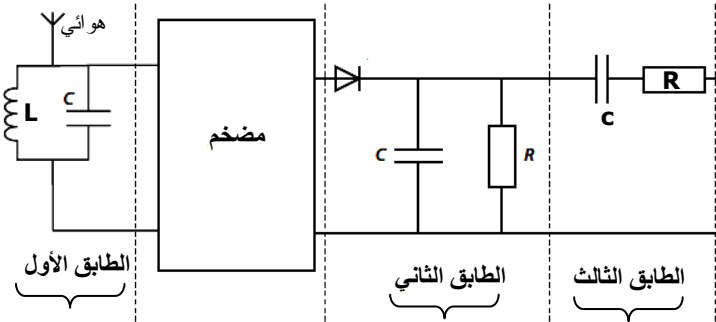 هوائي
L
C
مضخم
C
R
C
R
الطابق الأول
الطابق الثاني
الطابق الثالث